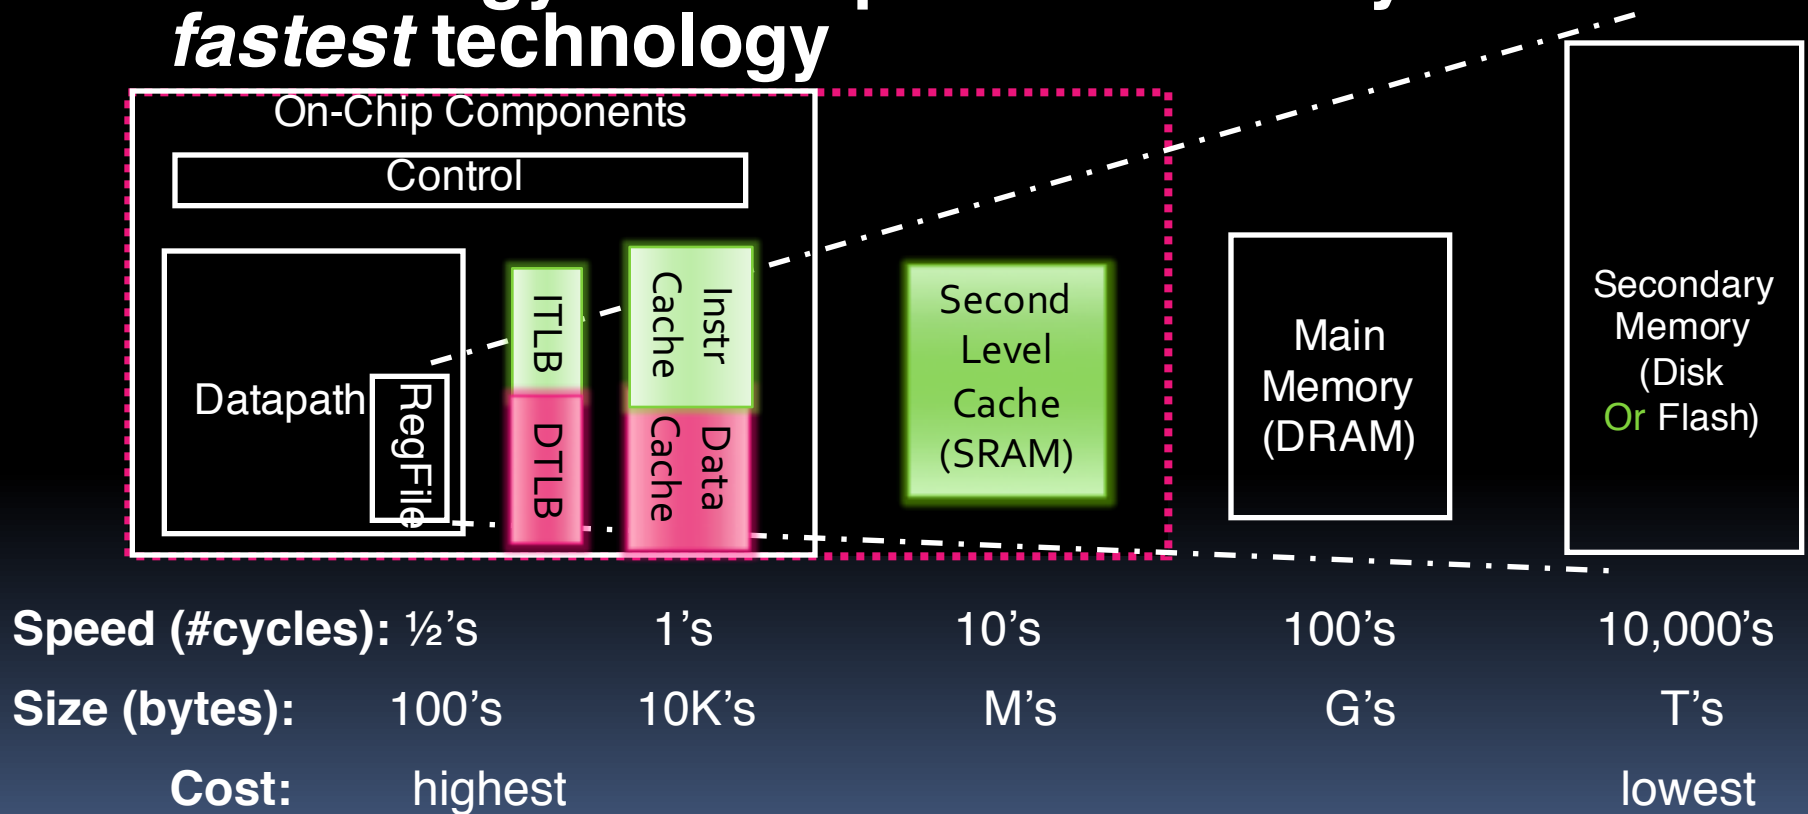 fastest technology
On-Chip Components
Control
Datapath
RegFile
ITLB
DTLB
Instr
Cache
Data
Cache
Second
Level
Cache
(SRAM)
Main
Memory
(DRAM)
Secondary
Memory
(Disk
Or Flash)
Speed (#cycles): ½’s 1’s 10’s 100’s 10,000’s
Size (bytes): 100’s 10K’s M’s G’s T’s
Cost: highest lowest